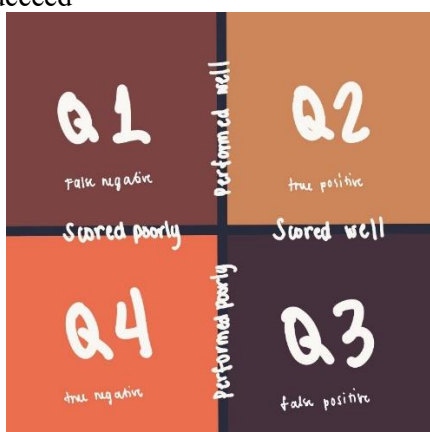 Q1
False negative
Performed well
Q2
true positive
Scored poorly
Scored well
Q4
true negative
performed poorly
Q3
false positive